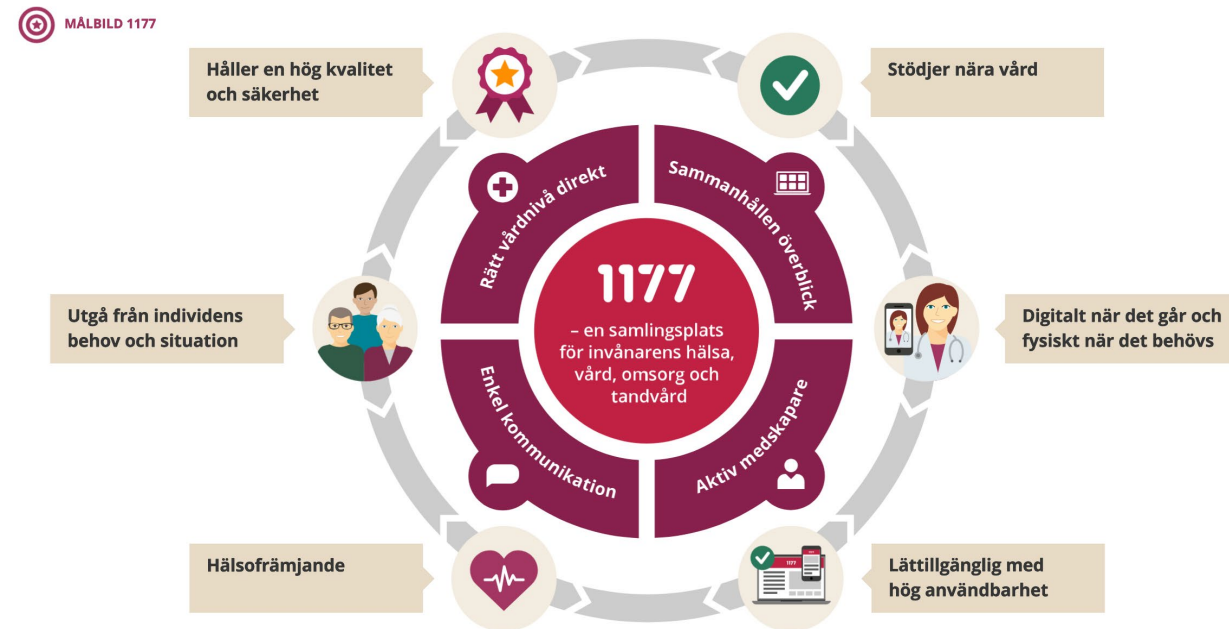 MÅLBILD 1177
Håller en hög kvalitet
och säkerhet
Stödjer nära vård
Rätt vårdnivå direkt
Sammanhållen överblick
1177
– en samlingsplats
för invånarens hälsa,
vård, omsorg och
tandvård
Utgå från individens
behov och situation
Digitalt när det går och
fysiskt när det behövs
Enkel kommunikation
Aktiv medskapare
Hälsofrämjande
1177
Lättillgänglig med
hög användbarhet